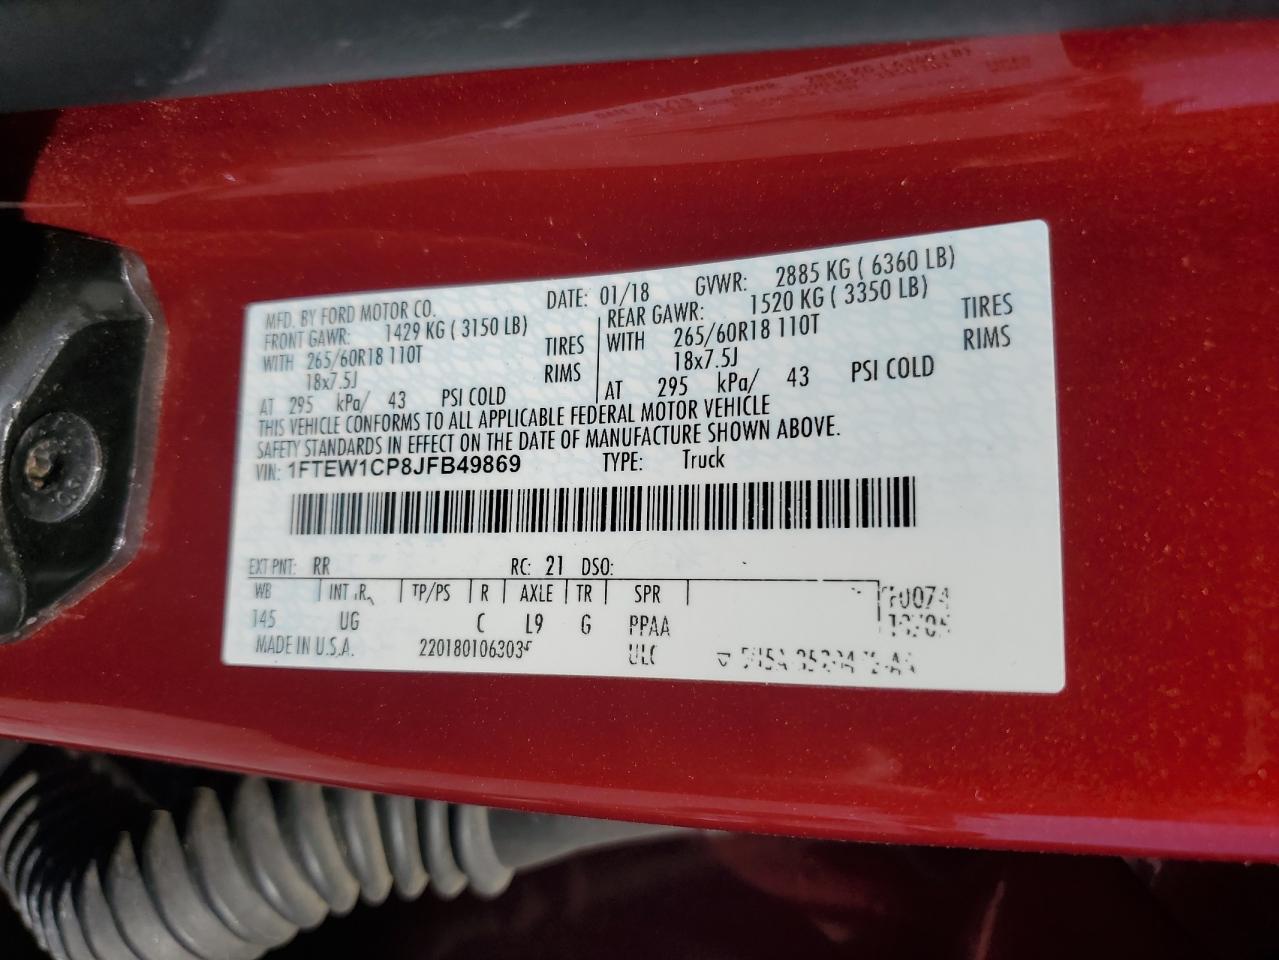 MFD. BY FORD MOTOR CO. DATE: 01/18 GVWR: 2885 KG ( 6360 LB)
FRONT GAWR: 1429 KG ( 3150 LB) REAR GAWR: 1520 KG ( 3350 LB)
WITH 265/60R18 110T TIRES WITH 265/60R18 110T TIRES
18x7.5J RIMS 18x7.5J RIMS
AT 295 kPa/ 43 PSI COLD AT 295 kPa/ 43 PSI COLD
THIS VEHICLE CONFORMS TO ALL APPLICABLE FEDERAL MOTOR VEHICLE
SAFETY STANDARDS IN EFFECT ON THE DATE OF MANUFACTURE SHOWN ABOVE.
VIN: 1FTEW1CP8JFB49869 TYPE: Truck
EXT PNT: RR RC: 21 DSO:
WB INT TR TP/PS R AXLE TR SPR
145 UG C L9 G PPAA
MADE IN U.S.A. ULC